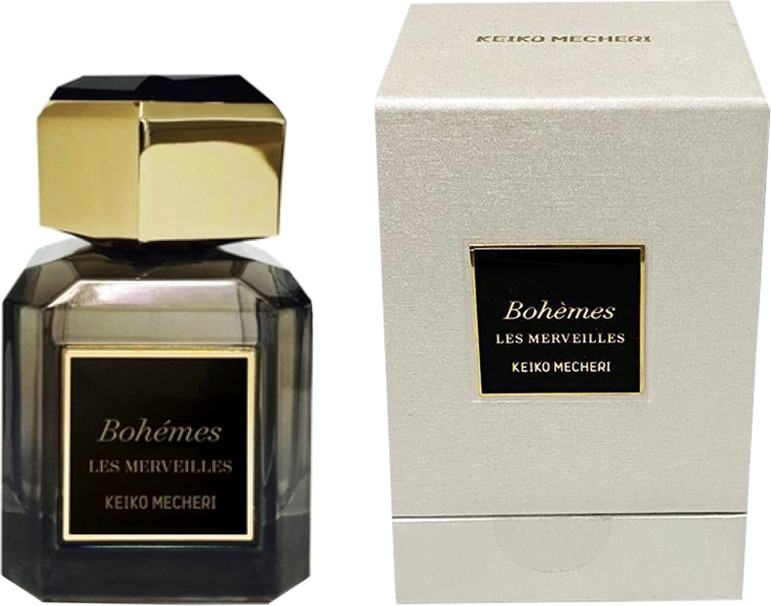 Bohémes
LES MERVEILLES
KEIKO MECHERI
KEIKO MECHERI
Bohèmes
LES MERVEILLES
KEIKO MECHERI